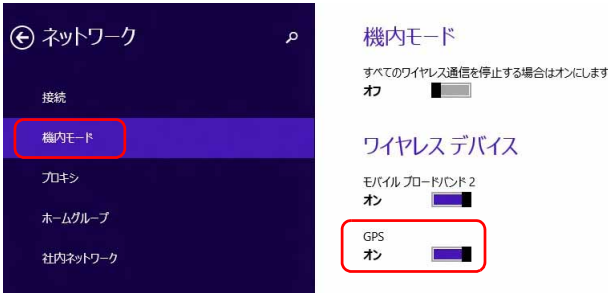 ネットワーク
接続
機内モード
プロキシ
ホームグループ
社内ネットワーク
機内モード
すべてのワイヤレス通信を停止する場合はオンにします
オフ
ワイヤレス デバイス
モバイル ブロードバンド 2
オン
GPS
オン